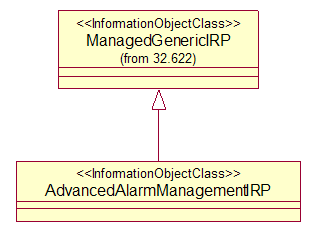 <<InformationObjectClass>>
ManagedGenericIRP
(from 32.622)
<<InformationObjectClass>>
AdvancedAlarmManagementIRP